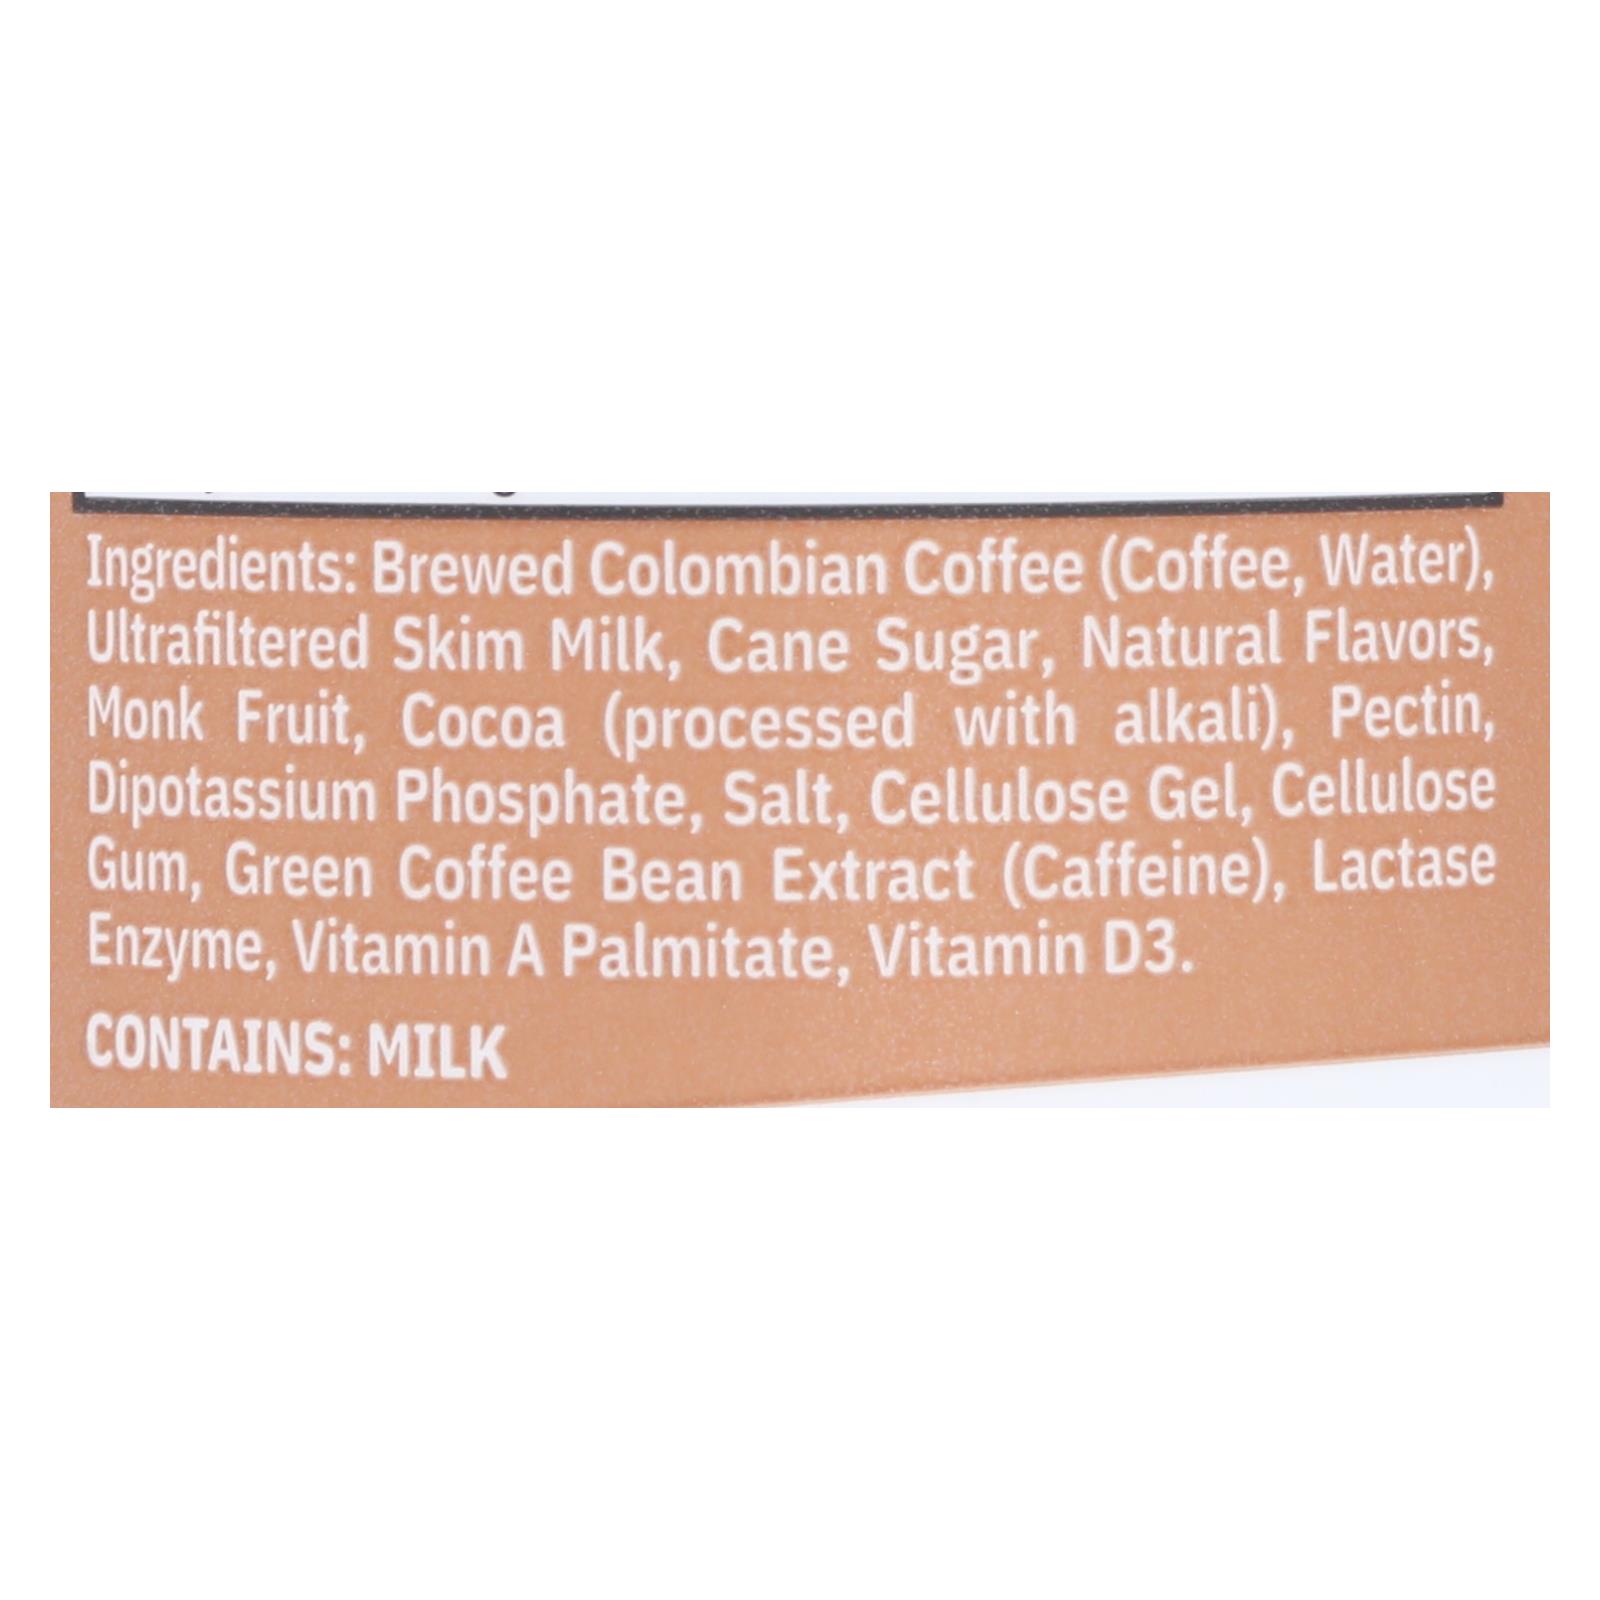 Ingredients: Brewed Colombian Coffee (Coffee, Water),
Ultrafiltered Skim Milk, Cane Sugar, Natural Flavors,
Monk Fruit, Cocoa (processed with alkali), Pectin,
Dipotassium Phosphate, Salt, Cellulose Gel, Cellulose
Gum, Green Coffee Bean Extract (Caffeine), Lactase
Enzyme, Vitamin A Palmitate, Vitamin D3.
CONTAINS: MILK